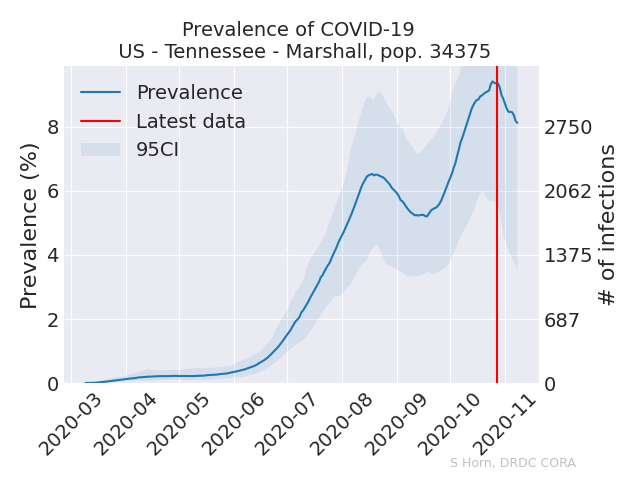 Prevalence of COVID-19
US - Tennessee - Marshall, pop. 34375
Prevalence
Latest data
95CI
Prevalence (%)
8
6
4
2
0
2750
2062
1375
687
0
# of infections
2020-03
2020-04
2020-05
2020-06
2020-07
2020-08
2020-09
2020-10
2020-11
S Horn, DRDC CORA